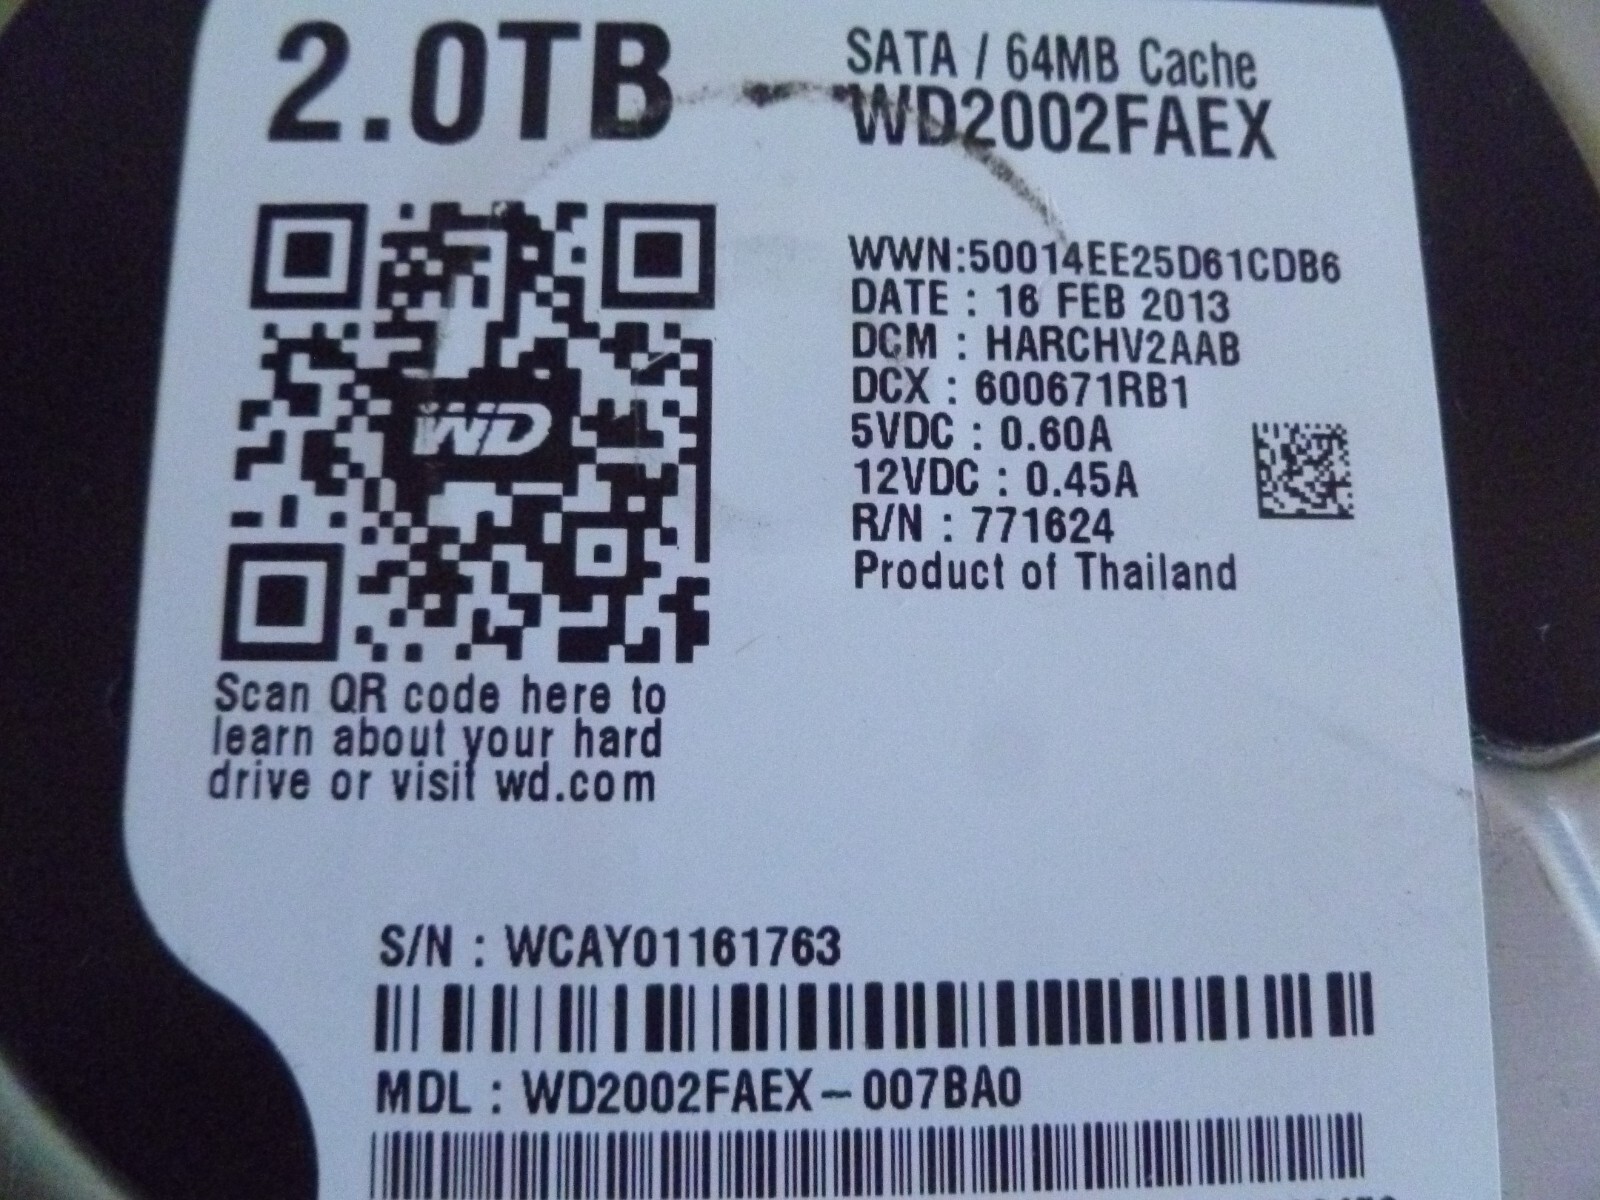 2.0TB
SATA / 64MB Cache
WD2002FAEX
WD
WWN:50014EE25D61CDB6
DATE : 16 FEB 2013
DCM : HARCHV2AAB
DCX : 600671RB1
5VDC : 0.60A
12VDC : 0.45A
R/N : 771624
Product of Thailand
Scan QR code here to
learn about your hard
drive or visit wd.com
S/N : WCAY01161763
MDL : WD2002FAEX-007BA0